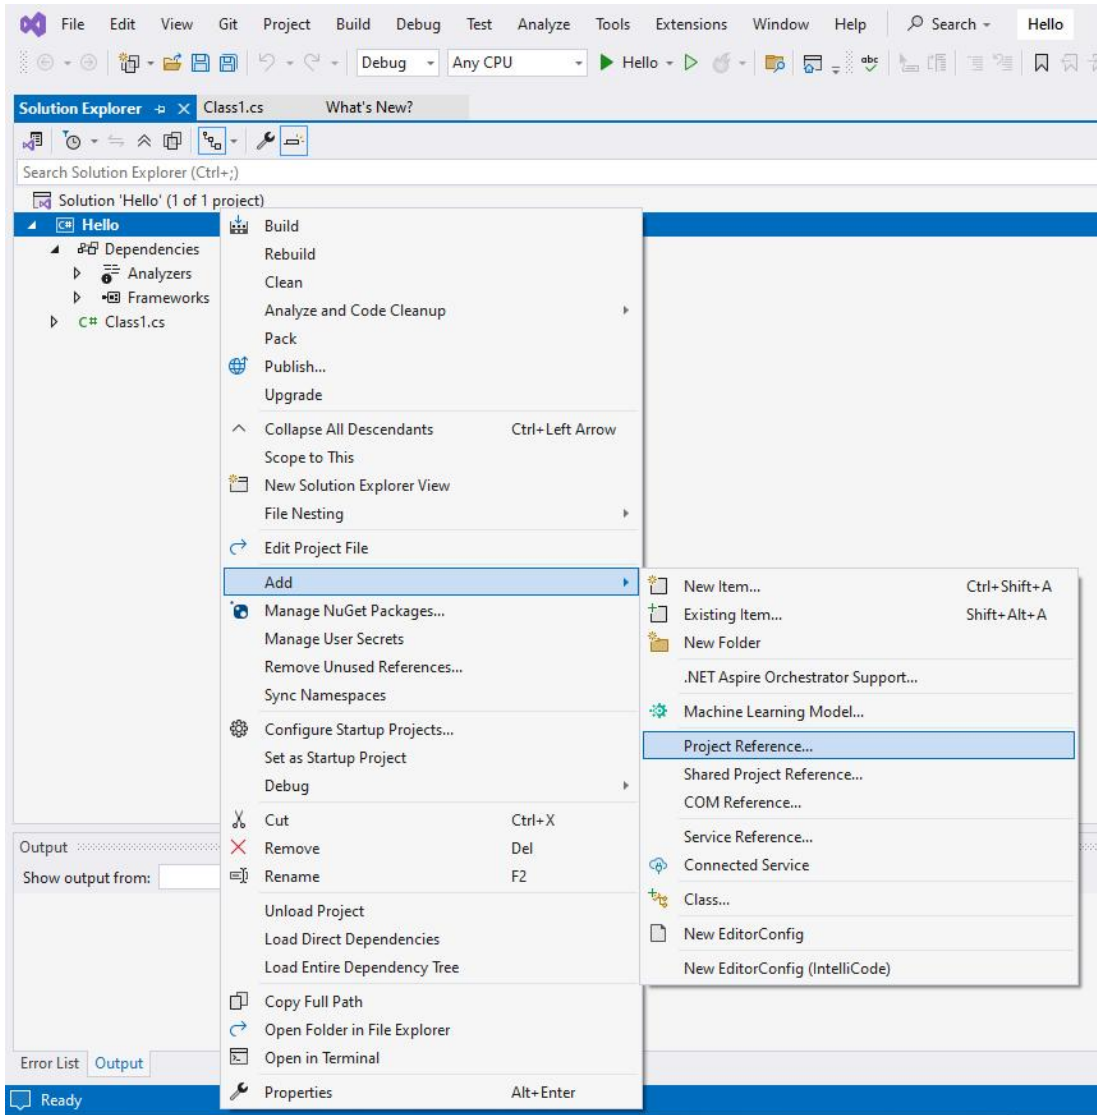 File Edit View Git Project Build Debug Test Analyze Tools Extensions Window Help Search Hello
Debug Any CPU Hello abc
Solution Explorer Class1.cs What's New?
Search Solution Explorer (Ctrl+;)
Solution 'Hello' (1 of 1 project)
C# Hello
Dependencies
Analyzers
Frameworks
C# Class1.cs
Build
Rebuild
Clean
Analyze and Code Cleanup
Pack
Publish...
Upgrade
Collapse All Descendants Ctrl+Left Arrow
Scope to This
New Solution Explorer View
File Nesting
Edit Project File
Add
Manage NuGet Packages...
Manage User Secrets
Remove Unused References...
Sync Namespaces
Configure Startup Projects...
Set as Startup Project
Debug
Cut Ctrl+X
Remove Del
Rename F2
Unload Project
Load Direct Dependencies
Load Entire Dependency Tree
Copy Full Path
Open Folder in File Explorer
Open in Terminal
Properties Alt+Enter
New Item... Ctrl+Shift+A
Existing Item... Shift+Alt+A
New Folder
.NET Aspire Orchestrator Support...
Machine Learning Model...
Project Reference...
Shared Project Reference...
COM Reference...
Service Reference...
Connected Service
Class...
New EditorConfig
New EditorConfig (IntelliCode)
Output
Show output from:
Error List Output
Ready